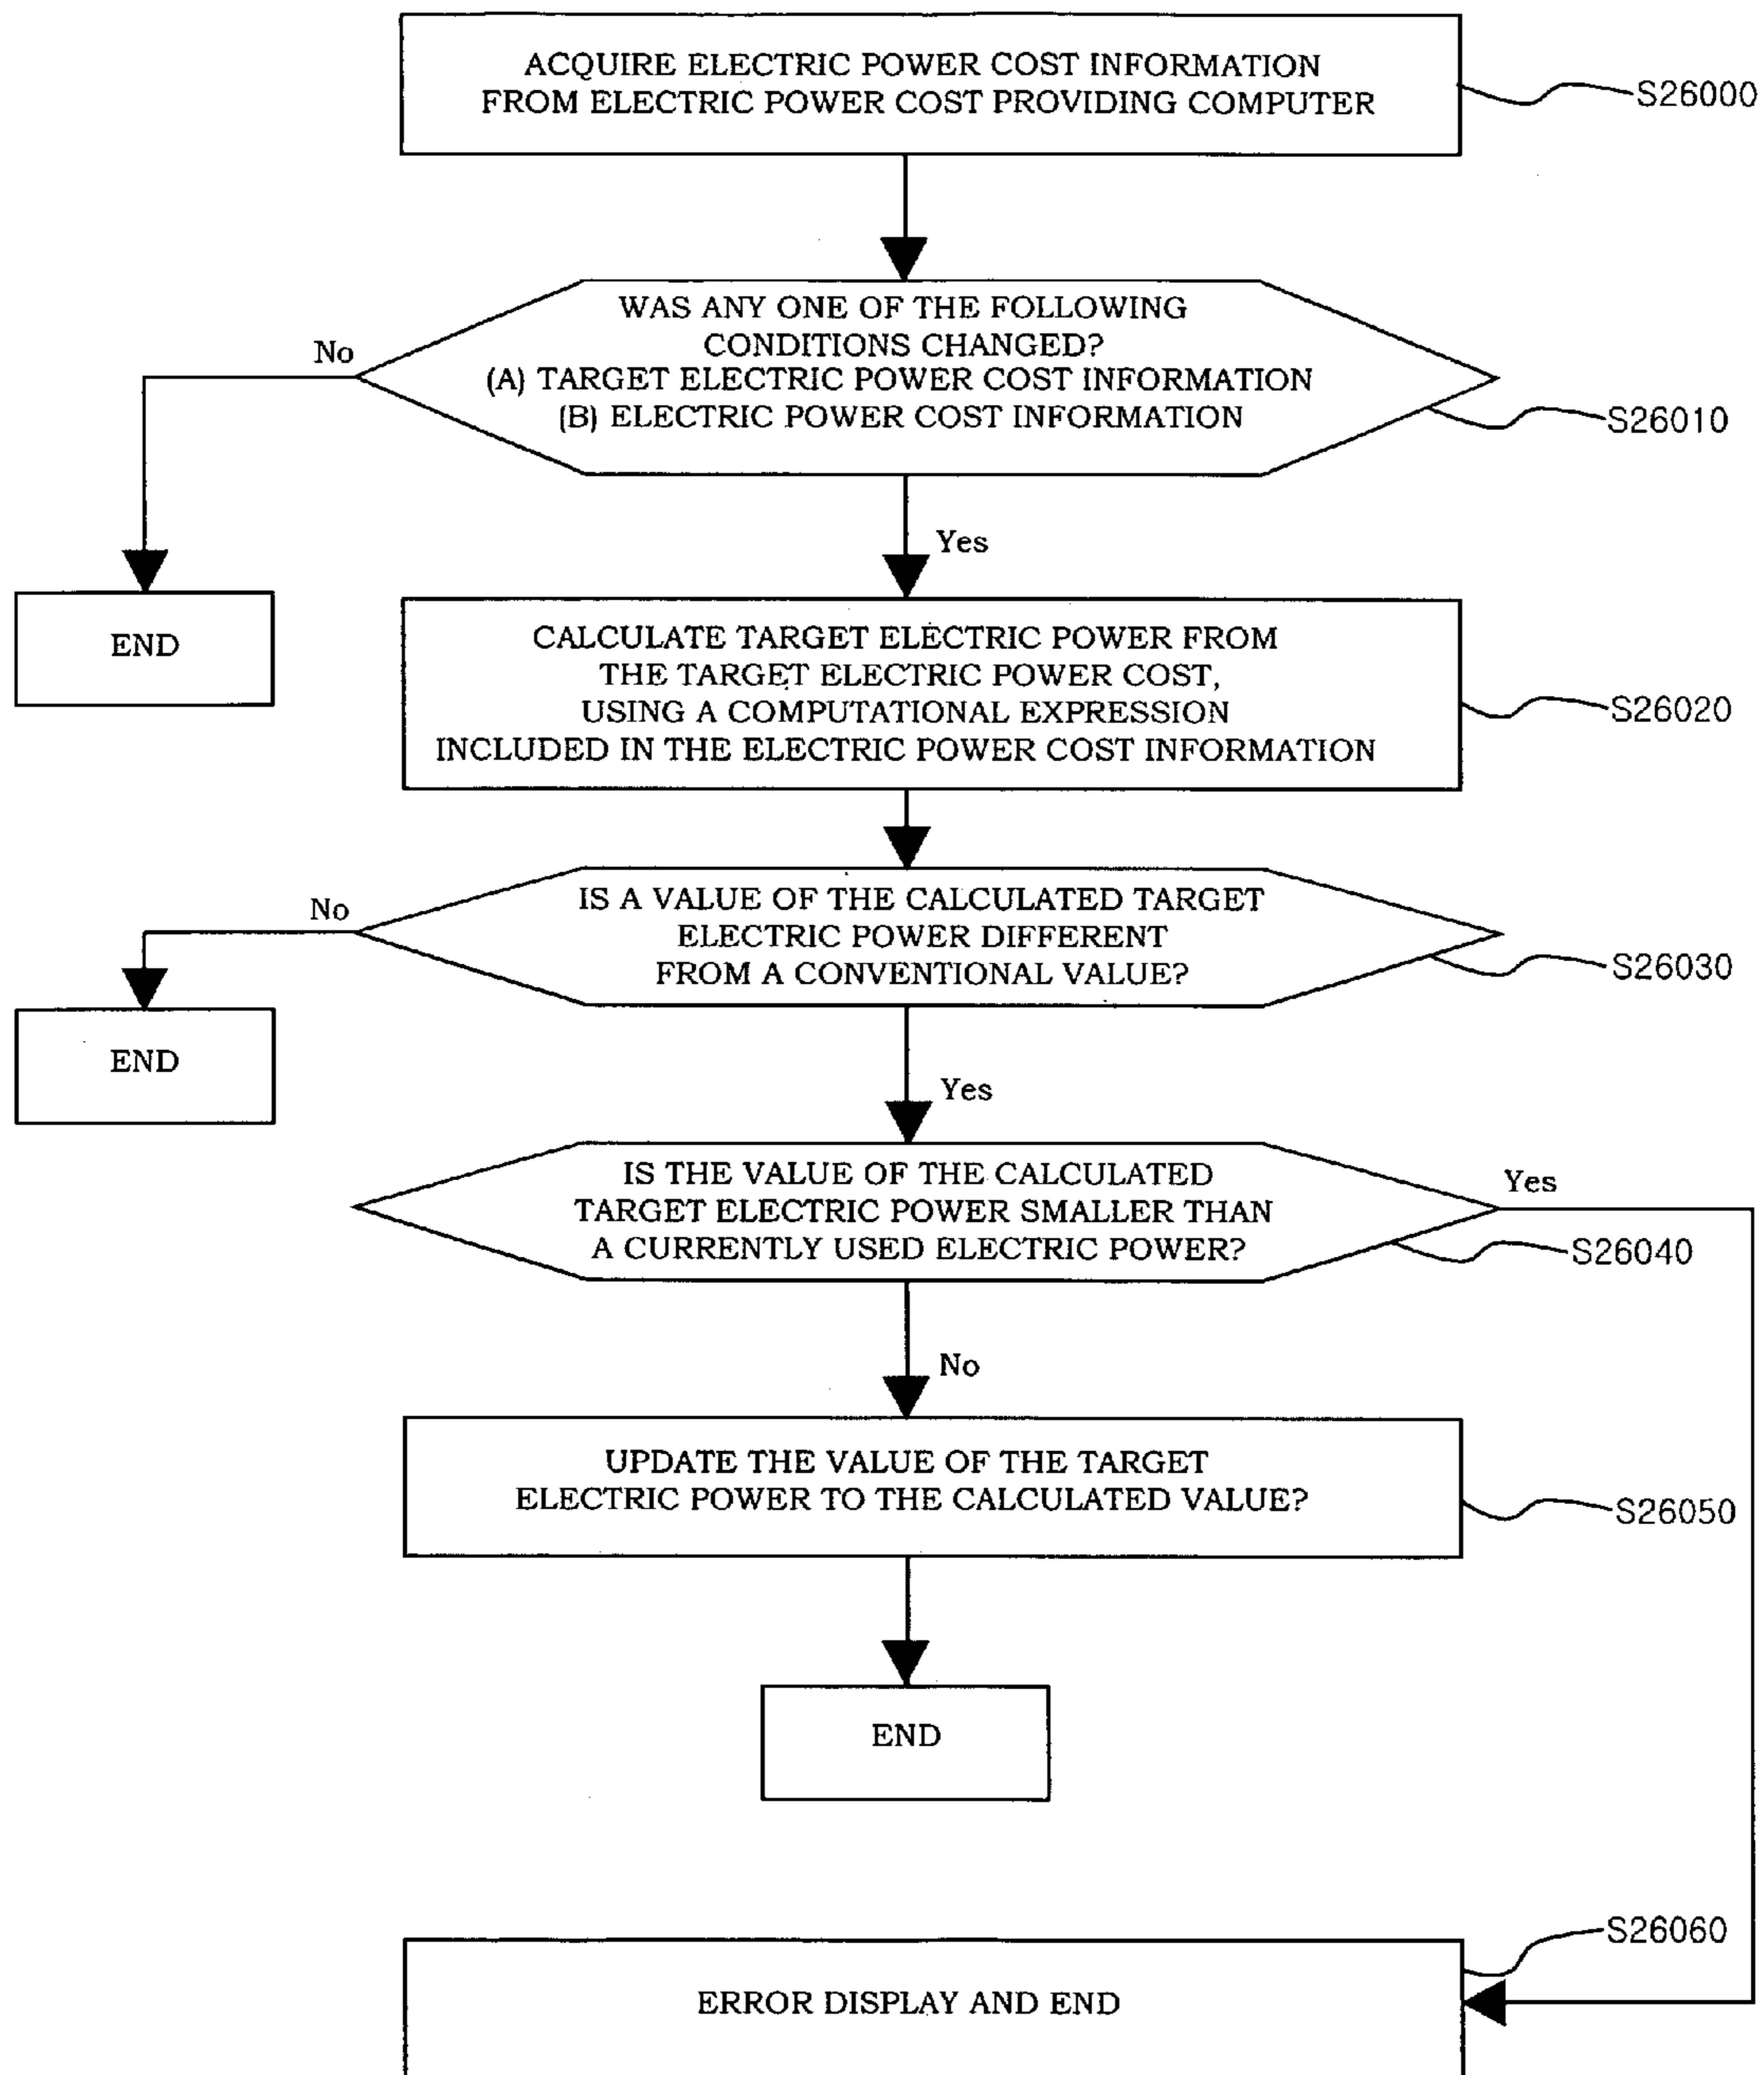 ACQUIRE ELECTRIC POWER COST INFORMATION
FROM ELECTRIC POWER COST PROVIDING COMPUTER
S26000
WAS ANY ONE OF THE FOLLOWING
CONDITIONS CHANGED?
(A) TARGET ELECTRIC POWER COST INFORMATION
(B) ELECTRIC POWER COST INFORMATION
No
S26010
Yes
END
CALCULATE TARGET ELECTRIC POWER FROM
THE TARGET ELECTRIC POWER COST,
USING A COMPUTATIONAL EXPRESSION
INCLUDED IN THE ELECTRIC POWER COST INFORMATION
S26020
No
IS A VALUE OF THE CALCULATED TARGET
ELECTRIC POWER DIFFERENT
FROM A CONVENTIONAL VALUE?
S26030
END
Yes
IS THE VALUE OF THE CALCULATED
TARGET ELECTRIC POWER SMALLER THAN
A CURRENTLY USED ELECTRIC POWER?
Yes
S26040
No
UPDATE THE VALUE OF THE TARGET
ELECTRIC POWER TO THE CALCULATED VALUE?
S26050
END
S26060
ERROR DISPLAY AND END